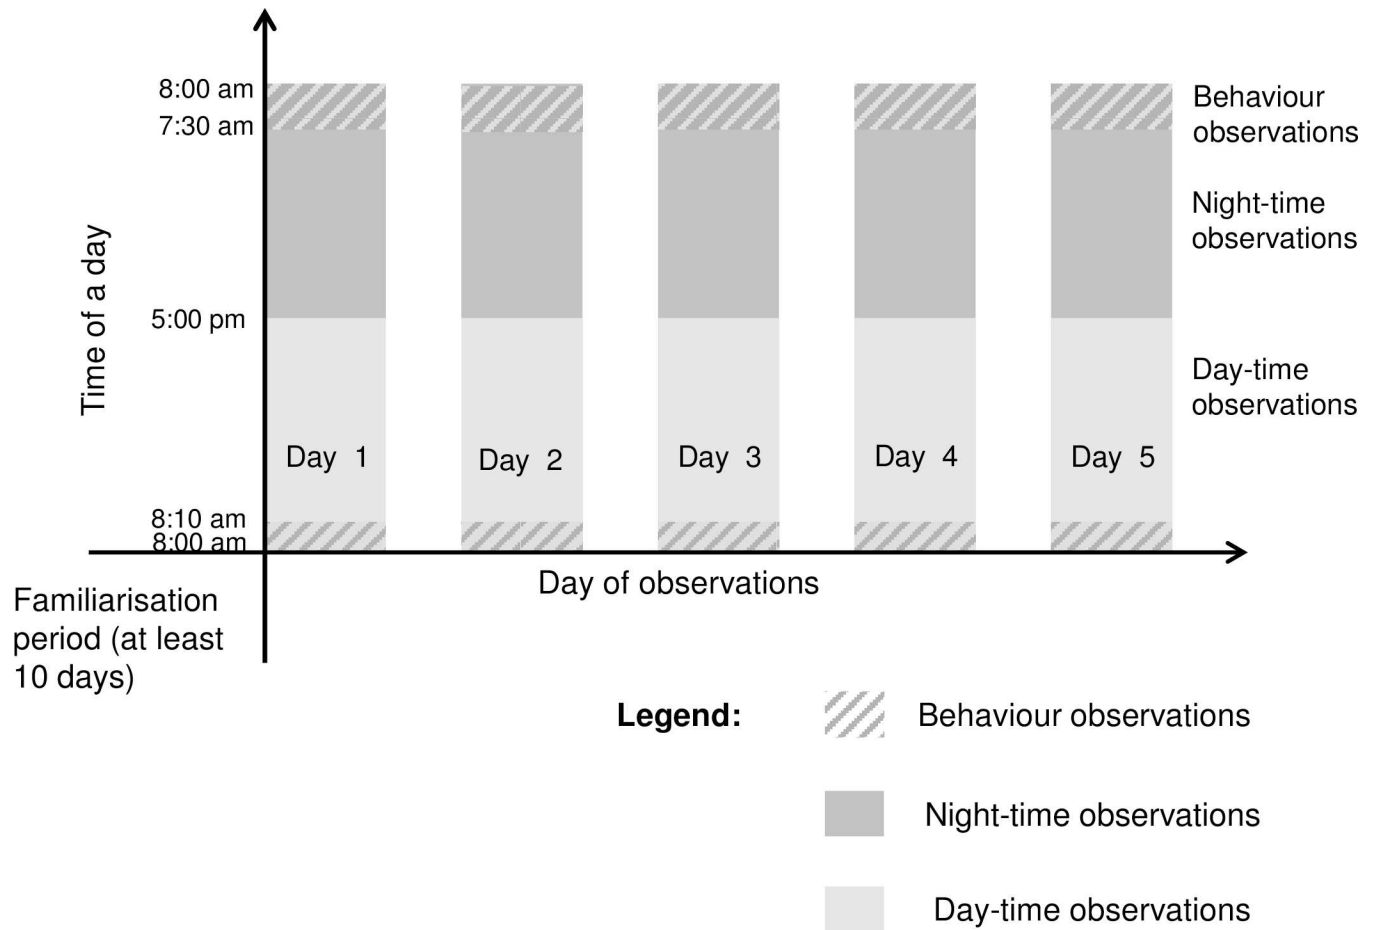 8:00 am
7:30 am
5:00 pm
8:10 am
8:00 am
Time of a day
Day 1
Day 2
Day 3
Day 4
Day 5
Behaviour
observations
Night-time
observations
Day-time
observations
Day of observations
Familiarisation
period (at least
10 days)
Legend:
Behaviour observations
Night-time observations
Day-time observations